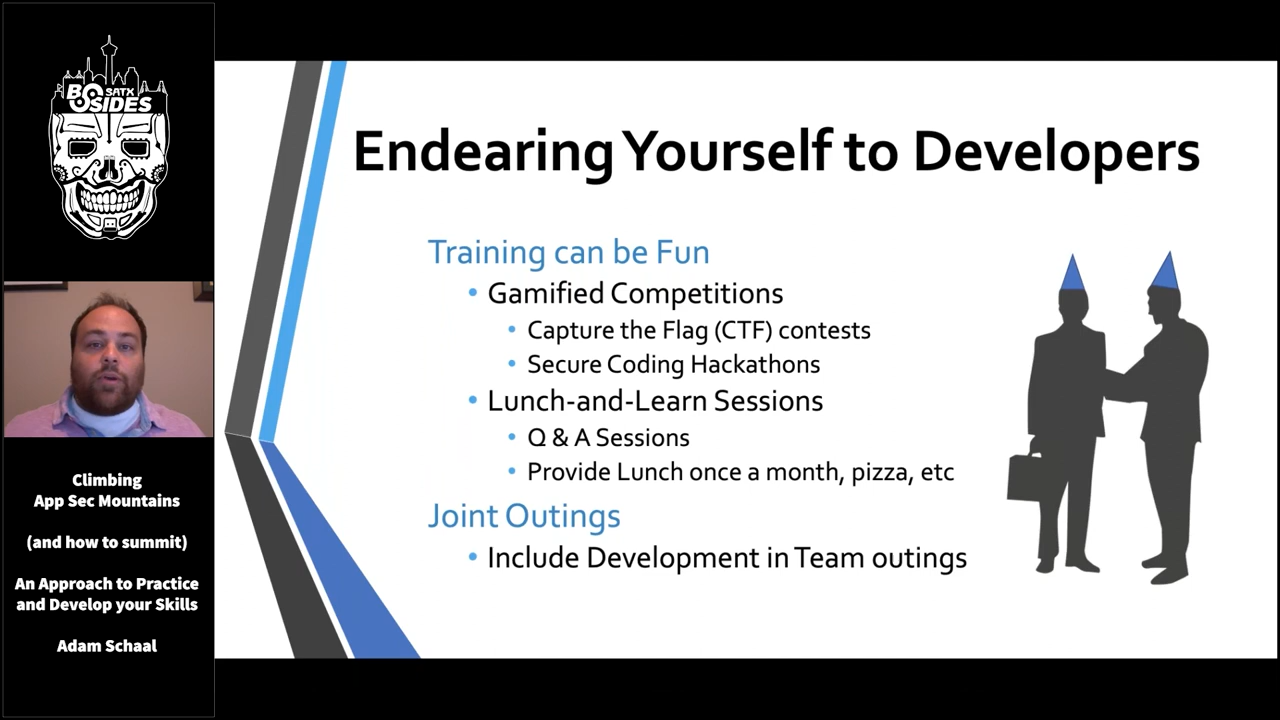 BSIDES
SATX
Climbing
App Sec Mountains
(and how to summit)
An Approach to Practice
and Develop your Skills
Adam Schaal
Endearing Yourself to Developers
Training can be Fun
• Gamified Competitions
• Capture the Flag (CTF) contests
• Secure Coding Hackathons
• Lunch-and-Learn Sessions
• Q & A Sessions
• Provide Lunch once a month, pizza, etc
Joint Outings
• Include Development in Team outings